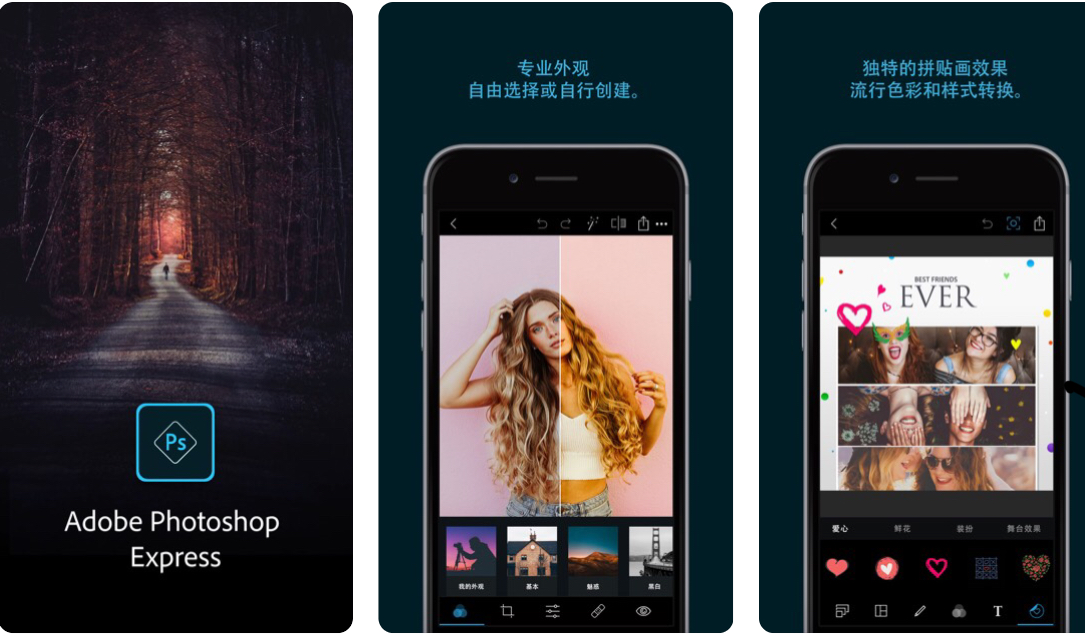 Ps
Adobe Photoshop
Express
专业外观
自由选择或自行创建。
我的外观
基本
魅惑
黑白
独特的拼贴画效果
流行色彩和样式转换。
BEST FRIENDS
EVER
爱心
鲜花
装扮
舞台效果
T